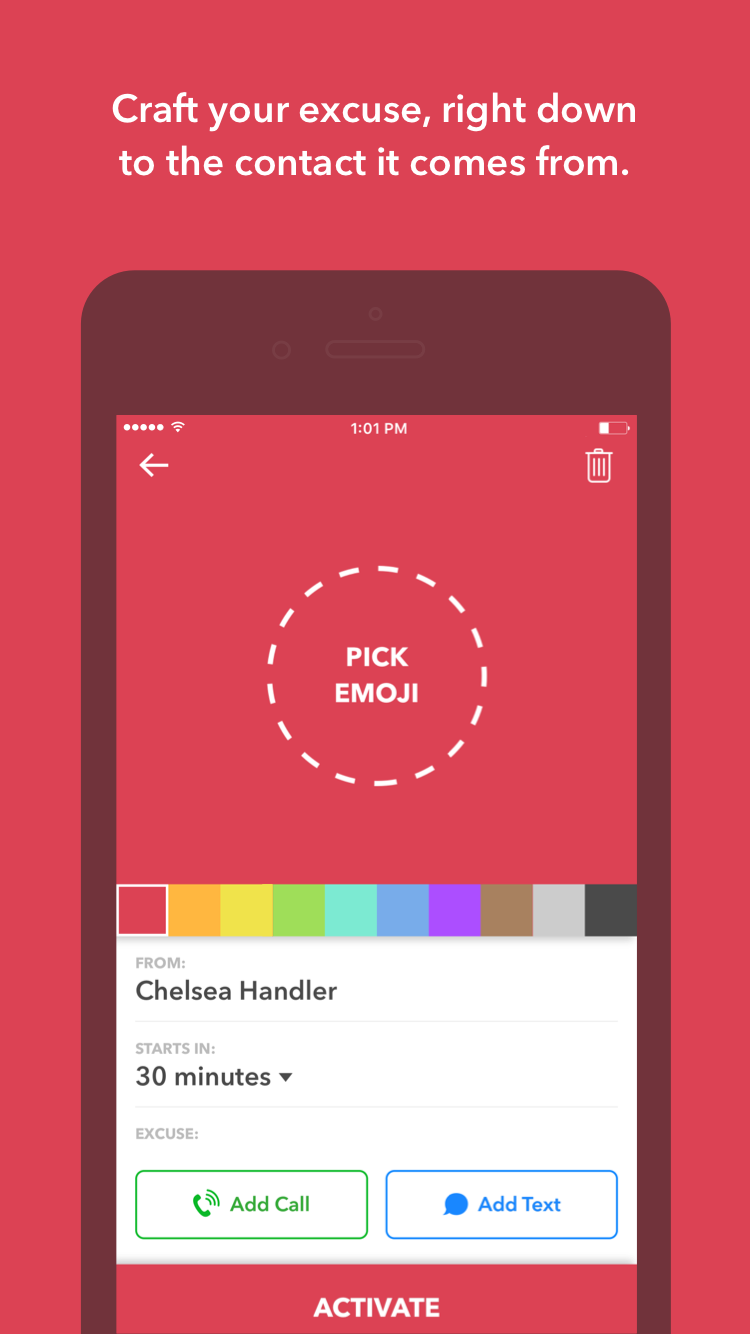 Craft your excuse, right down
to the contact it comes from.
1:01 PM
PICK
EMOJI
FROM:
Chelsea Handler
STARTS IN:
30 minutes
EXCUSE:
Add Call
Add Text
ACTIVATE